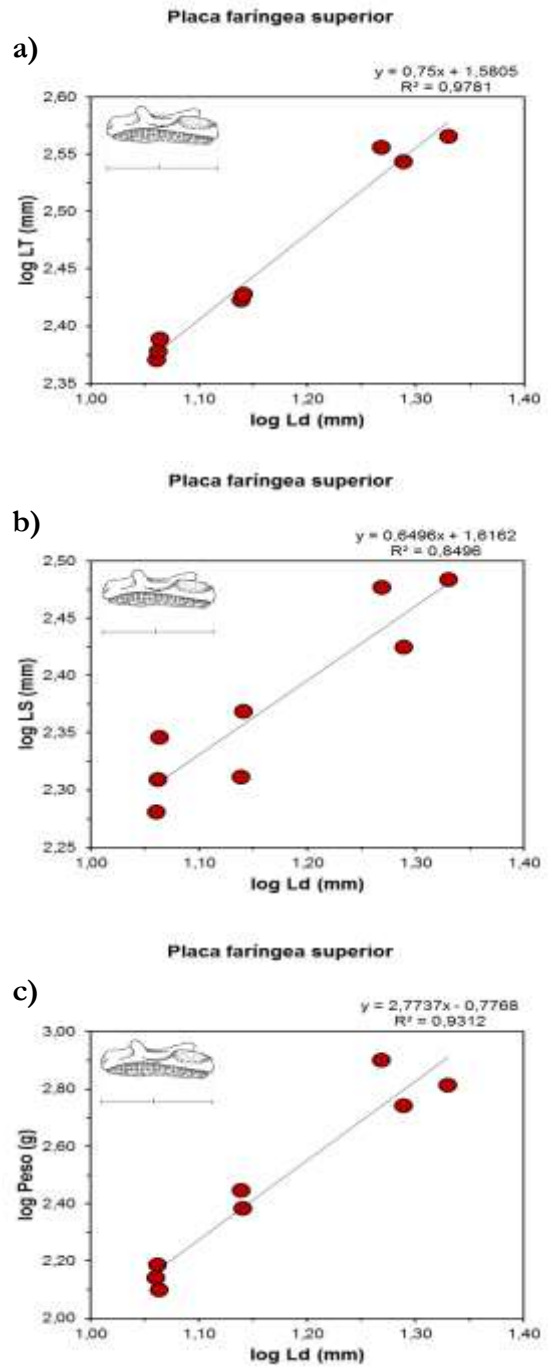 Placa faríngea superior
a)
y = 0,75x + 1,5805
R² = 0,9781
2,60
2,55
2,50
2,45
2,40
2,35
log LT (mm)
1,00 1,10 1,20 1,30 1,40
log Ld (mm)
Placa faríngea superior
b)
y = 0,6496x + 1,6162
R² = 0,8496
2,50
2,45
2,40
2,35
2,30
2,25
log LS (mm)
1,00 1,10 1,20 1,30 1,40
log Ld (mm)
Placa faríngea superior
c)
y = 2,7737x - 0,7768
R² = 0,9312
3,00
2,80
2,60
2,40
2,20
2,00
log Peso (g)
1,00 1,10 1,20 1,30 1,40
log Ld (mm)